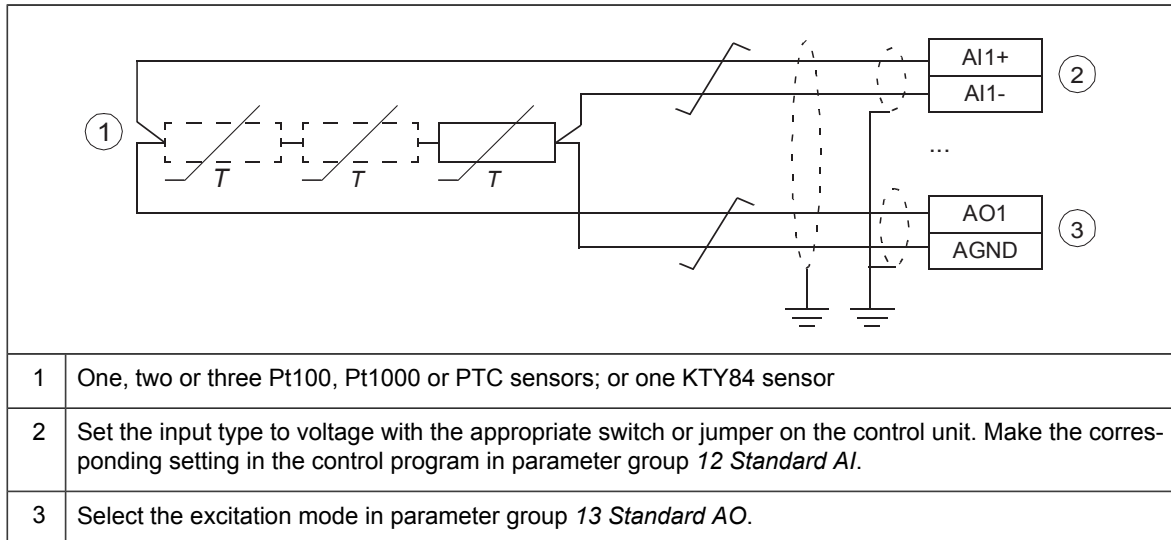 AI1+
AI1-
2
1
T T T
...
AO1
AGND
3
1 One, two or three Pt100, Pt1000 or PTC sensors; or one KTY84 sensor
2 Set the input type to voltage with the appropriate switch or jumper on the control unit. Make the corres-
ponding setting in the control program in parameter group 12 Standard AI.
3 Select the excitation mode in parameter group 13 Standard AO.